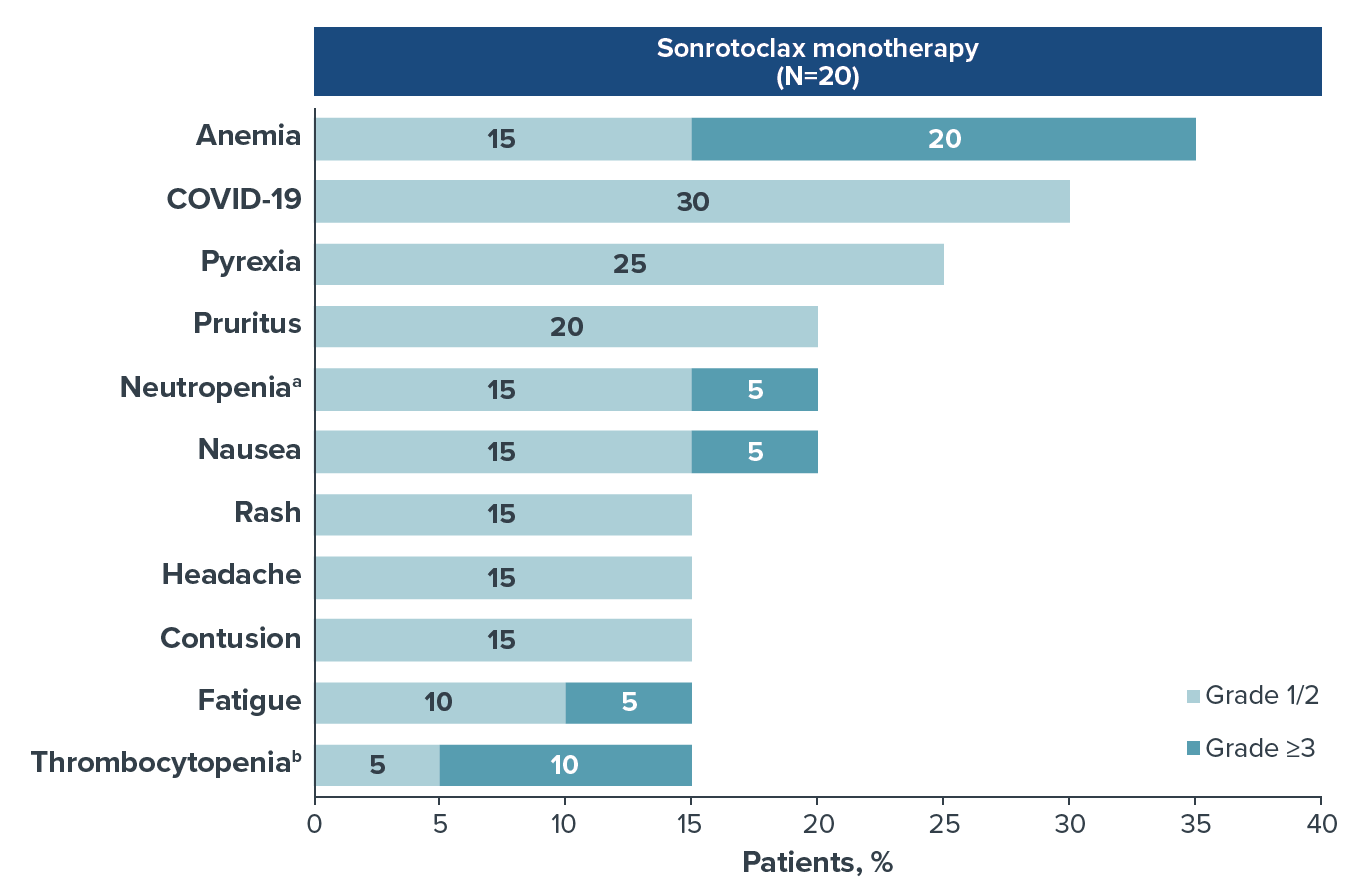 Sonrotoclax monotherapy
(N=20)
Anemia 15 20
COVID-19 30
Pyrexia 25
Pruritus 20
Neutropeniaᵃ 15 5
Nausea 15 5
Rash 15
Headache 15
Contusion 15
Fatigue 10 5
Thrombocytopeniaᵇ 5 10
Grade 1/2
Grade ≥3
0 5 10 15 20 25 30 35 40
Patients, %